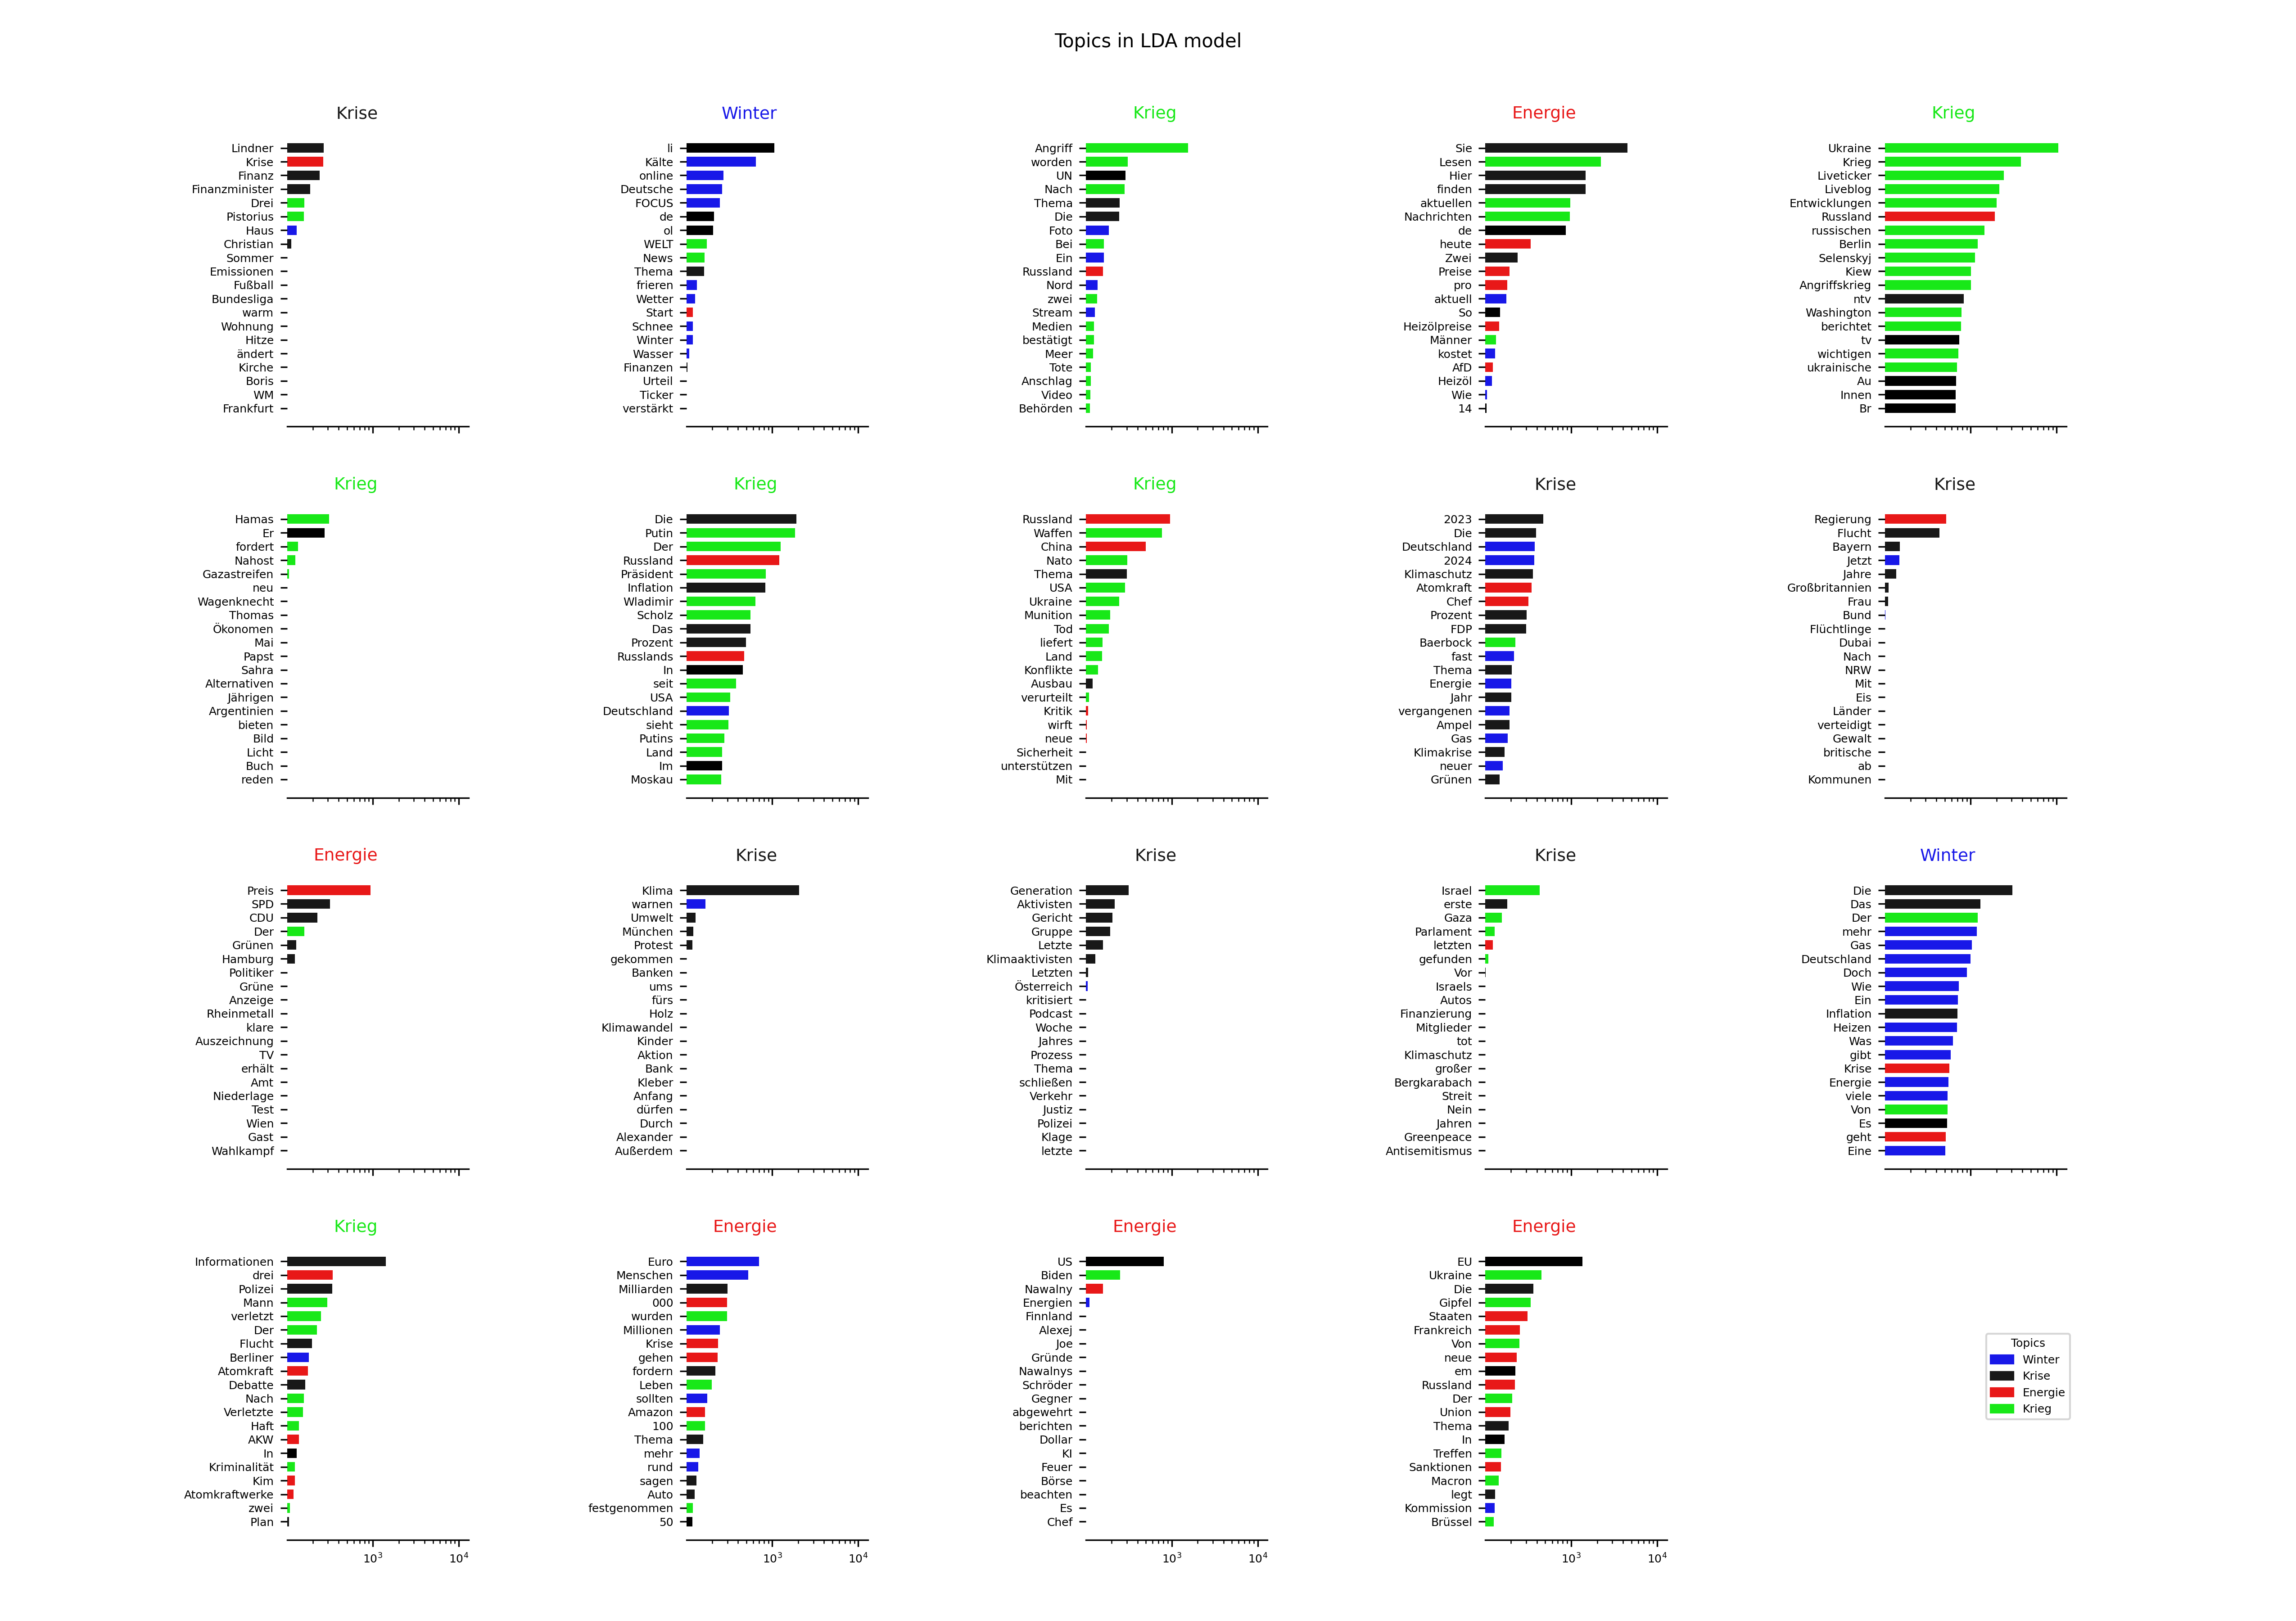 Topics in LDA model
Krise
Lindner
Krise
Finanz
Finanzminister
Drei
Pistorius
Haus
Christian
Sommer
Emissionen
Fußball
Bundesliga
warm
Wohnung
Hitze
ändert
Kirche
Boris
WM
Frankfurt
Winter
li
Kälte
online
Deutsche
FOCUS
de
ol
WELT
News
Thema
frieren
Wetter
Start
Schnee
Winter
Wasser
Finanzen
Urteil
Ticker
verstärkt
Krieg
Angriff
worden
UN
Nach
Thema
Die
Foto
Bei
Ein
Russland
Nord
zwei
Stream
Medien
bestätigt
Meer
Tote
Anschlag
Video
Behörden
Energie
Sie
Lesen
Hier
finden
aktuellen
Nachrichten
de
heute
Zwei
Preise
pro
aktuell
So
Heizölpreise
Männer
kostet
AfD
Heizöl
Wie
14
Krieg
Ukraine
Krieg
Liveticker
Liveblog
Entwicklungen
Russland
russischen
Berlin
Selenskyj
Kiew
Angriffskrieg
ntv
Washington
berichtet
tv
wichtigen
ukrainische
Au
Innen
Br
Krieg
Hamas
Er
fordert
Nahost
Gazastreifen
neu
Wagenknecht
Thomas
Ökonomen
Mai
Papst
Sahra
Alternativen
Jährigen
Argentinien
bieten
Bild
Licht
Buch
reden
Krieg
Die
Putin
Der
Russland
Präsident
Inflation
Wladimir
Scholz
Das
Prozent
Russlands
In
seit
USA
Deutschland
sieht
Putins
Land
Im
Moskau
Krieg
Russland
Waffen
China
Nato
Thema
USA
Ukraine
Munition
Tod
liefert
Land
Konflikte
Ausbau
verurteilt
Kritik
wirft
neue
Sicherheit
unterstützen
Mit
Krise
2023
Die
Deutschland
2024
Klimaschutz
Atomkraft
Chef
Prozent
FDP
Baerbock
fast
Thema
Energie
Jahr
vergangenen
Ampel
Gas
Klimakrise
neuer
Grünen
Krise
Regierung
Flucht
Bayern
Jetzt
Jahre
Großbritannien
Frau
Bund
Flüchtlinge
Dubai
Nach
NRW
Mit
Eis
Länder
verteidigt
Gewalt
britische
ab
Kommunen
Energie
Preis
SPD
CDU
Der
Grünen
Hamburg
Politiker
Grüne
Anzeige
Rheinmetall
klare
Auszeichnung
TV
erhält
Amt
Niederlage
Test
Wien
Gast
Wahlkampf
Krise
Klima
warnen
Umwelt
München
Protest
gekommen
Banken
ums
fürs
Holz
Klimawandel
Kinder
Aktion
Bank
Kleber
Anfang
dürfen
Durch
Alexander
Außerdem
Krise
Generation
Aktivisten
Gericht
Gruppe
Letzte
Klimaaktivisten
Letzten
Österreich
kritisiert
Podcast
Woche
Jahres
Prozess
Thema
schließen
Verkehr
Justiz
Polizei
Klage
letzte
Krise
Israel
erste
Gaza
Parlament
letzten
gefunden
Vor
Israels
Autos
Finanzierung
Mitglieder
tot
Klimaschutz
großer
Bergkarabach
Streit
Nein
Jahren
Greenpeace
Antisemitismus
Winter
Die
Das
Der
mehr
Gas
Deutschland
Doch
Wie
Ein
Inflation
Heizen
Was
gibt
Krise
Energie
viele
Von
Es
geht
Eine
Krieg
Informationen
drei
Polizei
Mann
verletzt
Der
Flucht
Berliner
Atomkraft
Debatte
Nach
Verletzte
Haft
AKW
In
Kriminalität
Kim
Atomkraftwerke
zwei
Plan
10³ 10⁴
Energie
Euro
Menschen
Milliarden
000
wurden
Millionen
Krise
gehen
fordern
Leben
sollten
Amazon
100
Thema
mehr
rund
sagen
Auto
festgenommen
50
10³ 10⁴
Energie
US
Biden
Nawalny
Energien
Finnland
Alexej
Joe
Gründe
Nawalnys
Schröder
Gegner
abgewehrt
berichten
Dollar
KI
Feuer
Börse
beachten
Es
Chef
10³ 10⁴
Energie
EU
Ukraine
Die
Gipfel
Staaten
Frankreich
Von
neue
em
Russland
Der
Union
Thema
In
Treffen
Sanktionen
Macron
legt
Kommission
Brüssel
10³ 10⁴
Topics
Winter
Krise
Energie
Krieg